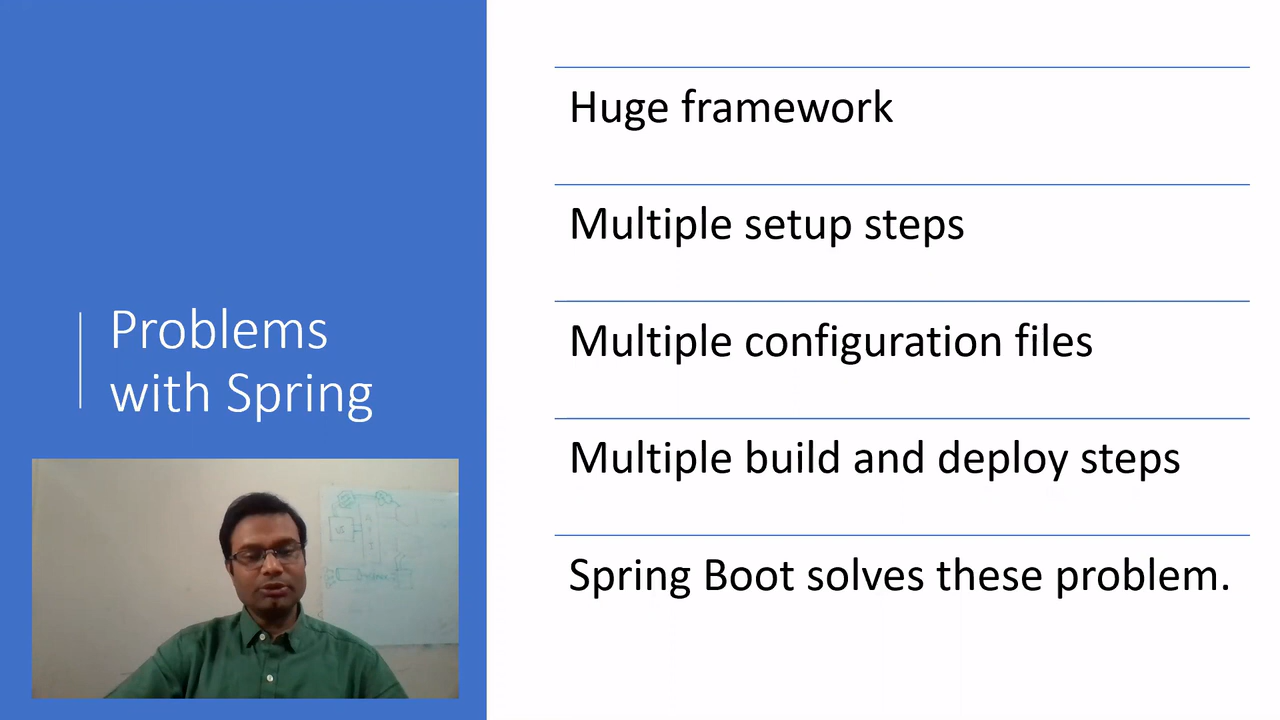 Problems
with Spring
Huge framework
Multiple setup steps
Multiple configuration files
Multiple build and deploy steps
Spring Boot solves these problem.